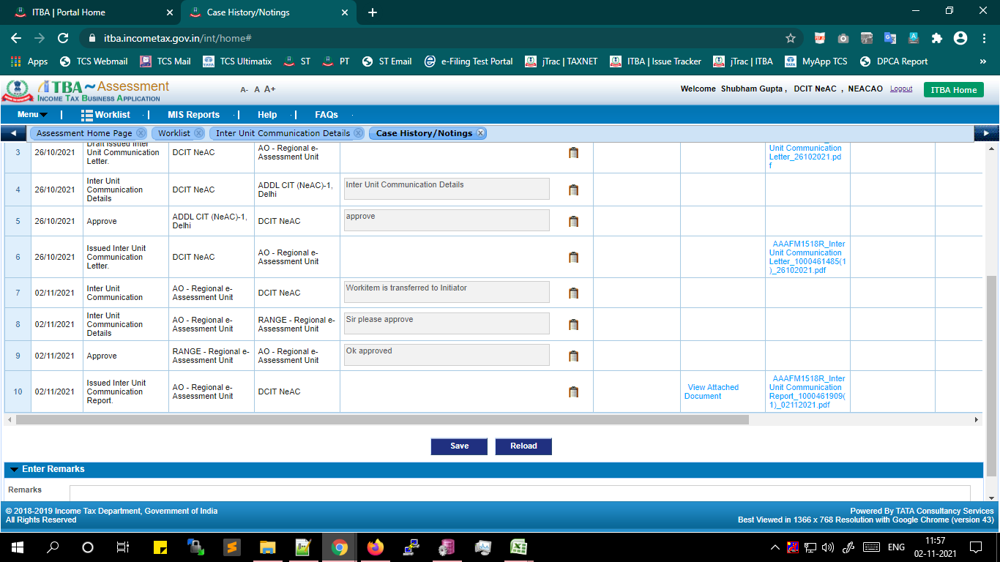 ITBA | Portal Home
Case History/Notings
itba.incometax.gov.in/int/home#
Apps TCS Webmail TCS Mail TCS Ultimatix ST PT ST Email e-Filing Test Portal jTrac | TAXNET ITBA | Issue Tracker jTrac | ITBA MyApp TCS DPCA Report »
iTBA ~ Assessment
INCOME TAX BUSINESS APPLICATION
A- A A+
Welcome Shubham Gupta , DCIT NeAC , NEACAO Logout ITBA Home
Menu | Worklist | MIS Reports | Help | FAQs
Assessment Home Page Worklist Inter Unit Communication Details Case History/Notings
3 26/10/2021
Draft Issued Inter
Unit Communication
Letter.
DCIT NeAC
AO - Regional e-
Assessment Unit
Unit Communication
Letter_26102021.pd
f
4 26/10/2021
Inter Unit
Communication
Details
DCIT NeAC
ADDL CIT (NeAC)-1,
Delhi
Inter Unit Communication Details
5 26/10/2021
Approve
ADDL CIT (NeAC)-1,
Delhi
DCIT NeAC
approve
6 26/10/2021
Issued Inter Unit
Communication
Letter.
DCIT NeAC
AO - Regional e-
Assessment Unit
AAAFM1518R_Inter
Unit Communication
Letter_1000461485(1
)_26102021.pdf
7 02/11/2021
Inter Unit
Communication
AO - Regional e-
Assessment Unit
DCIT NeAC
Workitem is transferred to Initiator
8 02/11/2021
Inter Unit
Communication
Details
AO - Regional e-
Assessment Unit
RANGE - Regional e-
Assessment Unit
Sir please approve
9 02/11/2021
Approve
RANGE - Regional e-
Assessment Unit
AO - Regional e-
Assessment Unit
Ok approved
10 02/11/2021
Issued Inter Unit
Communication
Report.
AO - Regional e-
Assessment Unit
DCIT NeAC
View Attached
Document
AAAFM1518R_Inter
Unit Communication
Report_1000461909(
1)_02112021.pdf
Save Reload
Enter Remarks
Remarks
© 2018-2019 Income Tax Department, Government of India
All Rights Reserved
Powered By TATA Consultancy Services
Best Viewed in 1366 x 768 Resolution with Google Chrome (version 43)
ENG
11:57
02-11-2021